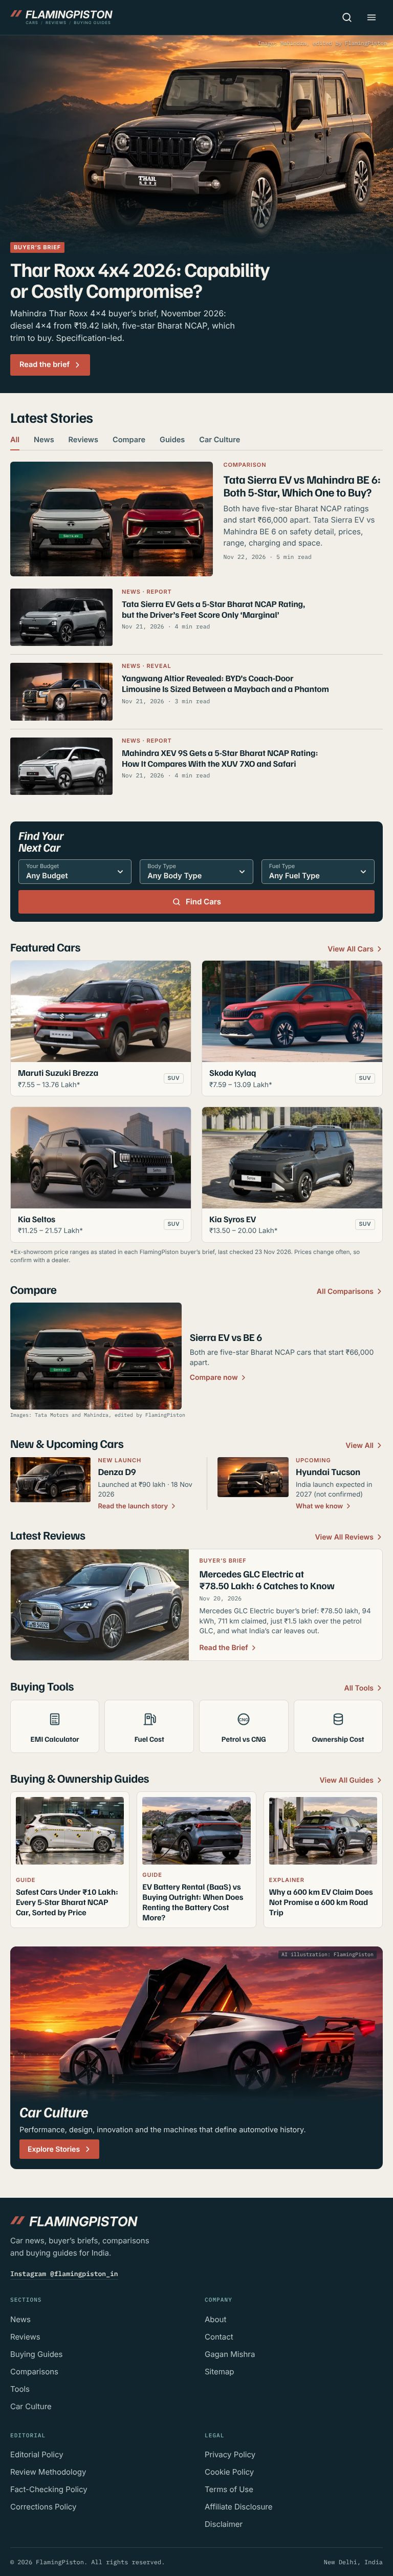 FLAMINGPISTON
CARS · REVIEWS · BUYING GUIDES
BUYER'S BRIEF
Thar Roxx 4x4 2026: Capability
or Costly Compromise?
Mahindra Thar Roxx 4×4 buyer's brief, November 2026:
diesel 4×4 from ₹19.42 lakh, five-star Bharat NCAP, which
trim to buy. Specification-led.
Read the brief
Latest Stories
All News Reviews Compare Guides Car Culture
COMPARISON
Tata Sierra EV vs Mahindra BE 6:
Both 5-Star, Which One to Buy?
Both have five-star Bharat NCAP ratings
and start ₹66,000 apart. Tata Sierra EV vs
Mahindra BE 6 on safety detail, prices,
range, charging and space.
Nov 22, 2026 · 5 min read
NEWS · REPORT
Tata Sierra EV Gets a 5-Star Bharat NCAP Rating,
but the Driver's Feet Score Only 'Marginal'
Nov 21, 2026 · 4 min read
NEWS · REVEAL
Yangwang Altior Revealed: BYD's Coach-Door
Limousine Is Sized Between a Maybach and a Phantom
Nov 21, 2026 · 3 min read
NEWS · REPORT
Mahindra XEV 9S Gets a 5-Star Bharat NCAP Rating:
How It Compares With the XUV 7XO and Safari
Nov 21, 2026 · 4 min read
Find Your
Next Car
Your Budget
Any Budget
Body Type
Any Body Type
Fuel Type
Any Fuel Type
Find Cars
Featured Cars
View All Cars
Maruti Suzuki Brezza
₹7.55 – 13.76 Lakh*
SUV
Skoda Kylaq
₹7.59 – 13.09 Lakh*
SUV
Kia Seltos
₹11.25 – 21.57 Lakh*
SUV
Kia Syros EV
₹13.50 – 20.00 Lakh*
SUV
*Ex-showroom price ranges as stated in each FlamingPiston buyer's brief, last checked 23 Nov 2026. Prices change often, so
confirm with a dealer.
Compare
All Comparisons
Sierra EV vs BE 6
Both are five-star Bharat NCAP cars that start ₹66,000
apart.
Compare now
Images: Tata Motors and Mahindra, edited by FlamingPiston
New & Upcoming Cars
View All
NEW LAUNCH
Denza D9
Launched at ₹90 lakh · 18 Nov
2026
Read the launch story
UPCOMING
Hyundai Tucson
India launch expected in
2027 (not confirmed)
What we know
Latest Reviews
View All Reviews
BUYER'S BRIEF
Mercedes GLC Electric at
₹78.50 Lakh: 6 Catches to Know
Nov 20, 2026
Mercedes GLC Electric buyer's brief: ₹78.50 lakh, 94
kWh, 711 km claimed, just ₹1.5 lakh over the petrol
GLC, and what India's car leaves out.
Read the Brief
Buying Tools
All Tools
EMI Calculator
Fuel Cost
CNG
Petrol vs CNG
Ownership Cost
Buying & Ownership Guides
View All Guides
GUIDE
Safest Cars Under ₹10 Lakh:
Every 5-Star Bharat NCAP
Car, Sorted by Price
GUIDE
EV Battery Rental (BaaS) vs
Buying Outright: When Does
Renting the Battery Cost
More?
EXPLAINER
Why a 600 km EV Claim Does
Not Promise a 600 km Road
Trip
AI illustration: FlamingPiston
Car Culture
Performance, design, innovation and the machines that define automotive history.
Explore Stories
FLAMINGPISTON
Car news, buyer's briefs, comparisons
and buying guides for India.
Instagram @flamingpiston_in
SECTIONS
News
Reviews
Buying Guides
Comparisons
Tools
Car Culture
COMPANY
About
Contact
Gagan Mishra
Sitemap
EDITORIAL
Editorial Policy
Review Methodology
Fact-Checking Policy
Corrections Policy
LEGAL
Privacy Policy
Cookie Policy
Terms of Use
Affiliate Disclosure
Disclaimer
© 2026 FlamingPiston. All rights reserved.
New Delhi, India